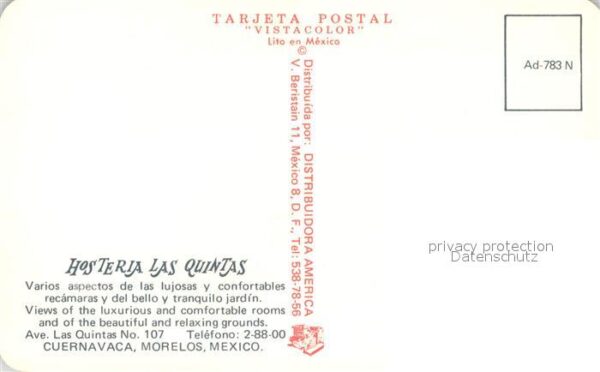 TARJETA POSTAL
"VISTACOLOR"
Lito en México
©
Distribuída por: DISTRIBUIDORA AMERICA
V. Beristain 11, México 8, D. F., Tel: 538-78-56
Ad-783 N
privacy protection
Datenschutz
HOSTERIA LAS QUINTAS
Varios aspectos de las lujosas y confortables
recámaras y del bello y tranquilo jardín.
Views of the luxurious and comfortable rooms
and of the beautiful and relaxing grounds.
Ave. Las Quintas No. 107 Teléfono: 2-88-00
CUERNAVACA, MORELOS, MEXICO.